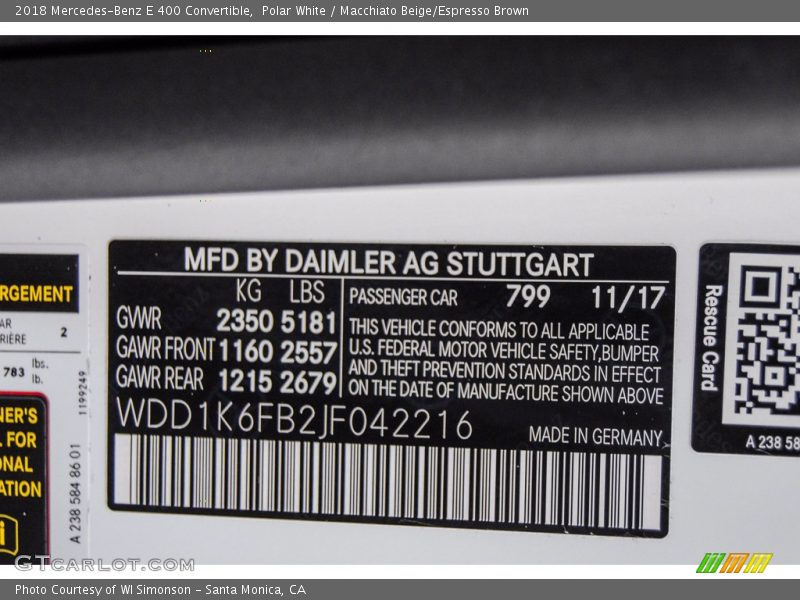 2018 Mercedes-Benz E 400 Convertible, Polar White / Macchiato Beige/Espresso Brown
MFD BY DAIMLER AG STUTTGART
KG LBS
GVWR 2350 5181
GAWR FRONT 1160 2557
GAWR REAR 1215 2679
PASSENGER CAR 799 11/17
THIS VEHICLE CONFORMS TO ALL APPLICABLE
U.S. FEDERAL MOTOR VEHICLE SAFETY,BUMPER
AND THEFT PREVENTION STANDARDS IN EFFECT
ON THE DATE OF MANUFACTURE SHOWN ABOVE
WDD1K6FB2JF042216
MADE IN GERMANY
RGEMENT
AR
RIÈRE 2
783 lbs.
lb.
1199249
NER'S
FOR
ONAL
ATION
i
A 238 584 86 01
Rescue Card
A 238 58
GTCARLOT.COM
Photo Courtesy of WI Simonson - Santa Monica, CA